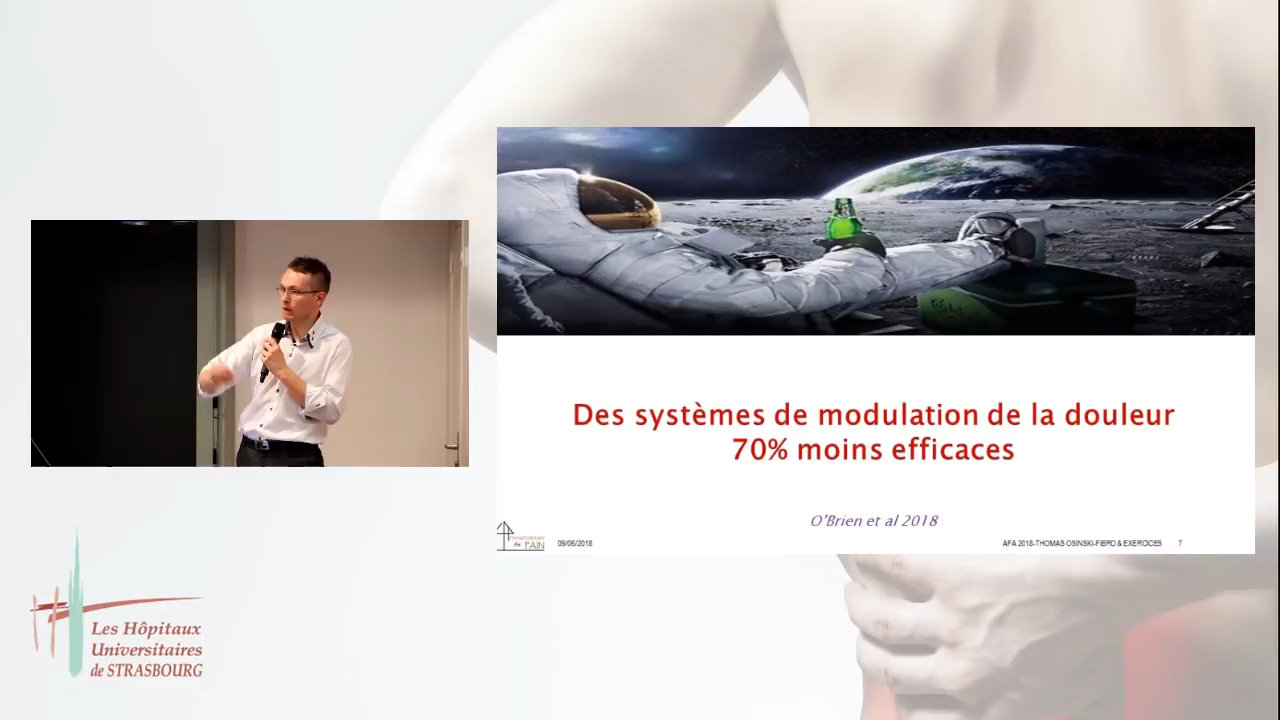 Des systèmes de modulation de la douleur
70% moins efficaces
O'Brien et al 2018
PAIN
09/06/2018
AFA 2018-THOMAS OSINSKI-FIBRO & EXERCICES
7
Les Hôpitaux
Universitaires
de STRASBOURG